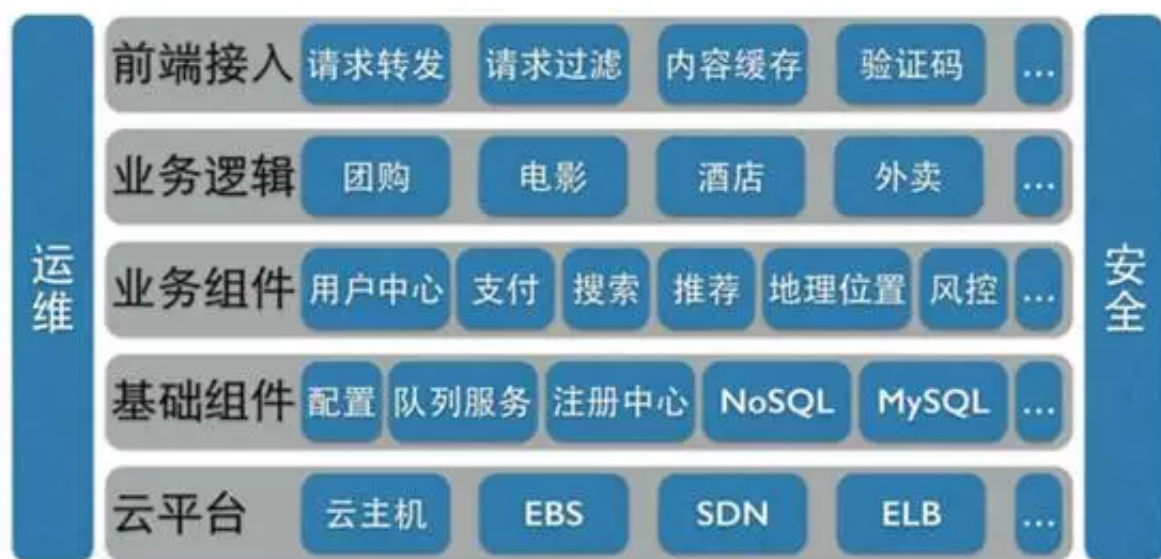 运维
前端接入 请求转发 请求过滤 内容缓存 验证码 ...
业务逻辑 团购 电影 酒店 外卖 ...
业务组件 用户中心 支付 搜索 推荐 地理位置 风控 ...
基础组件 配置 队列服务 注册中心 NoSQL MySQL ...
云平台 云主机 EBS SDN ELB ...
安全